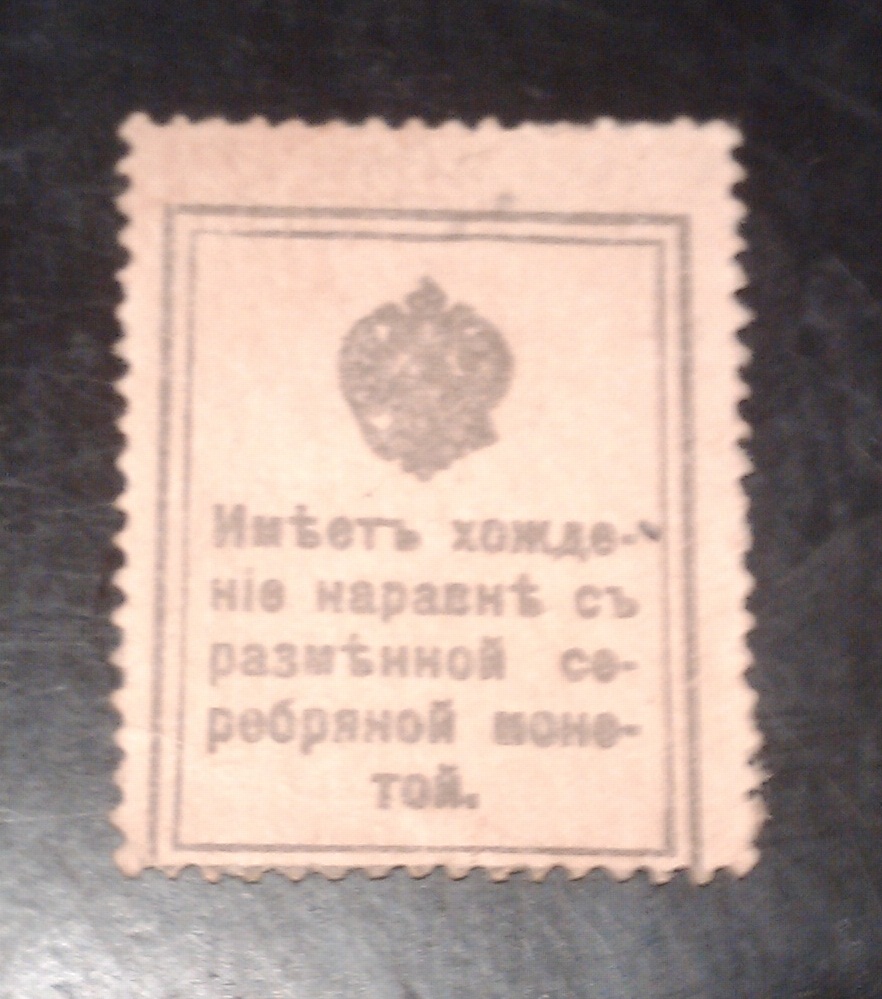 Имѣетъ хожде-
ніе наравнѣ съ
размѣнной се-
ребряной моне-
той.